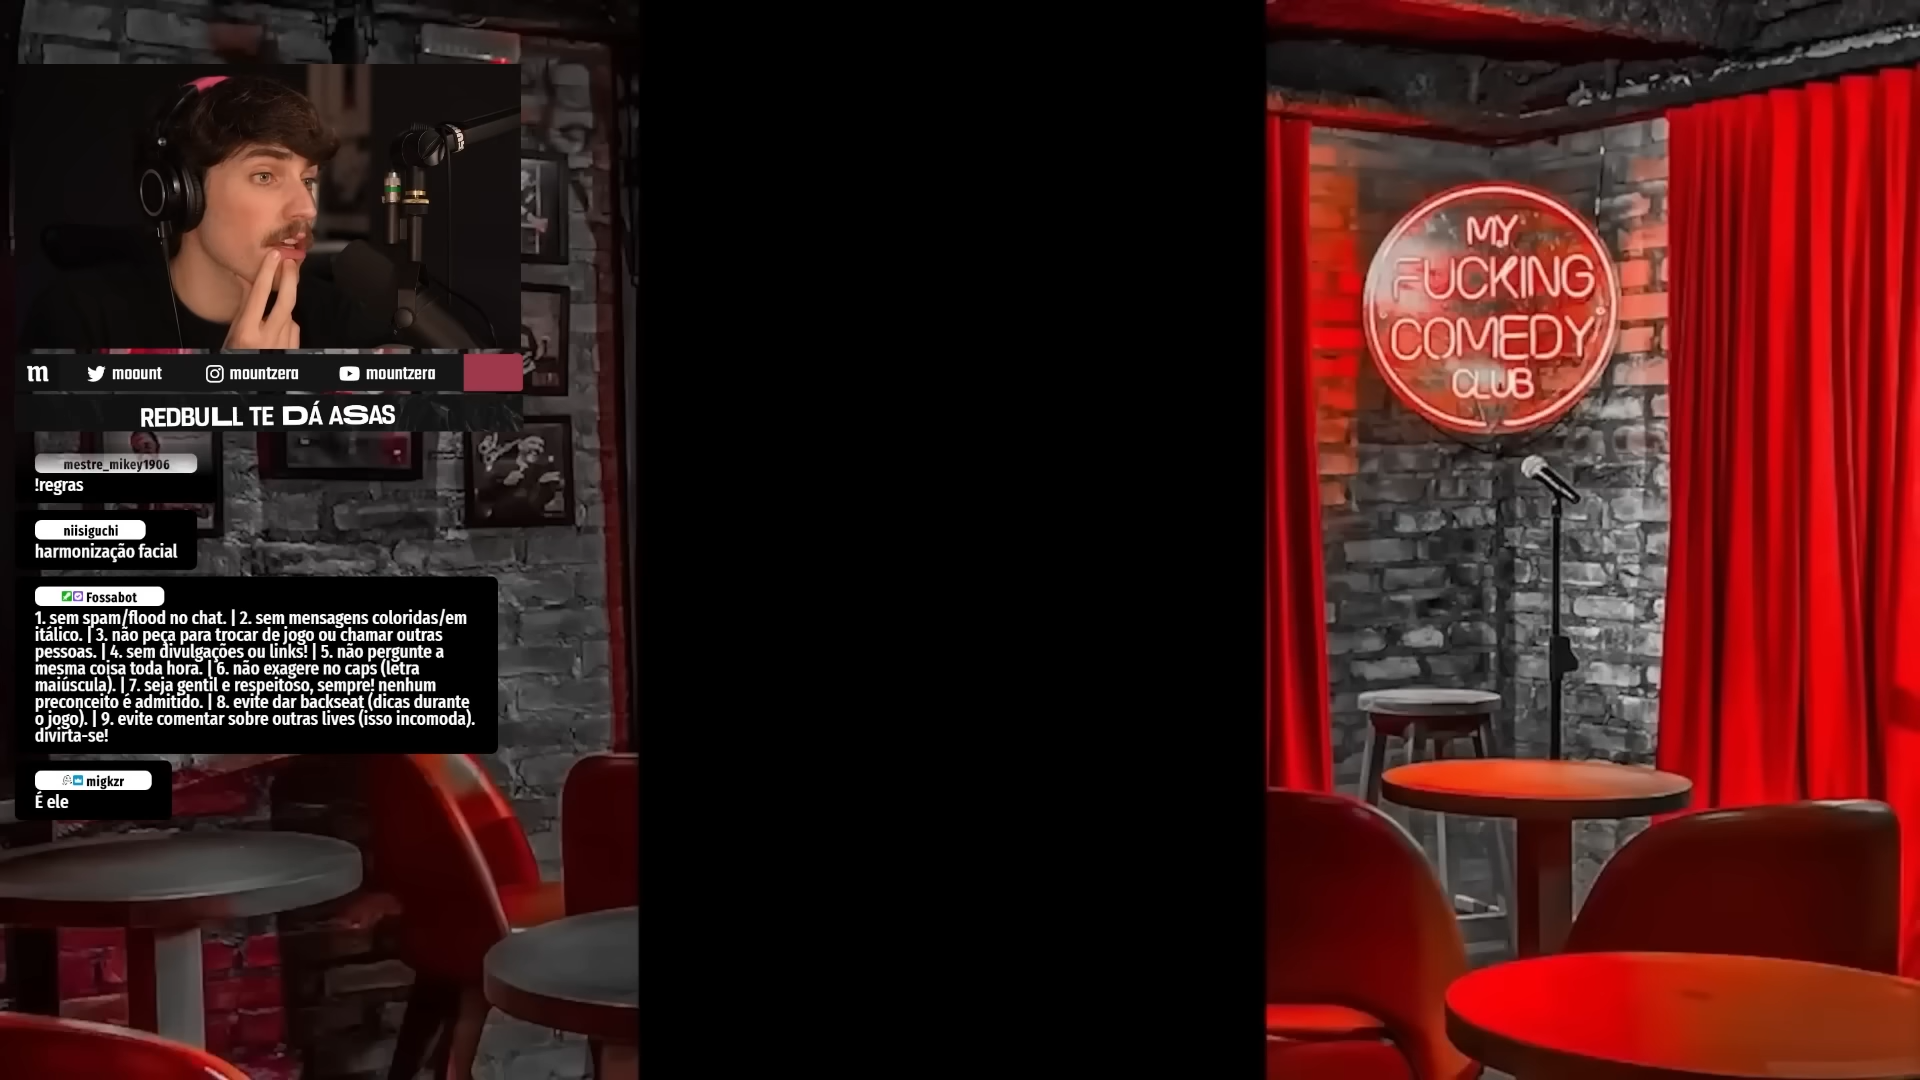 m moount mountzera mountzera
REDBULL TE DÁ ASAS
mestre_mikey1906
!regras
niisiguchi
harmonização facial
Fossabot
1. sem spam/flood no chat. | 2. sem mensagens coloridas/em
itálico. | 3. não peça para trocar de jogo ou chamar outras
pessoas. | 4. sem divulgações ou links! | 5. não pergunte a
mesma coisa toda hora. | 6. não exagere no caps (letra
maiúscula). | 7. seja gentil e respeitoso, sempre! nenhum
preconceito é admitido. | 8. evite dar backseat (dicas durante
o jogo). | 9. evite comentar sobre outras lives (isso incomoda).
divirta-se!
migkzr
É ele
MY
FUCKING
COMEDY
CLUB